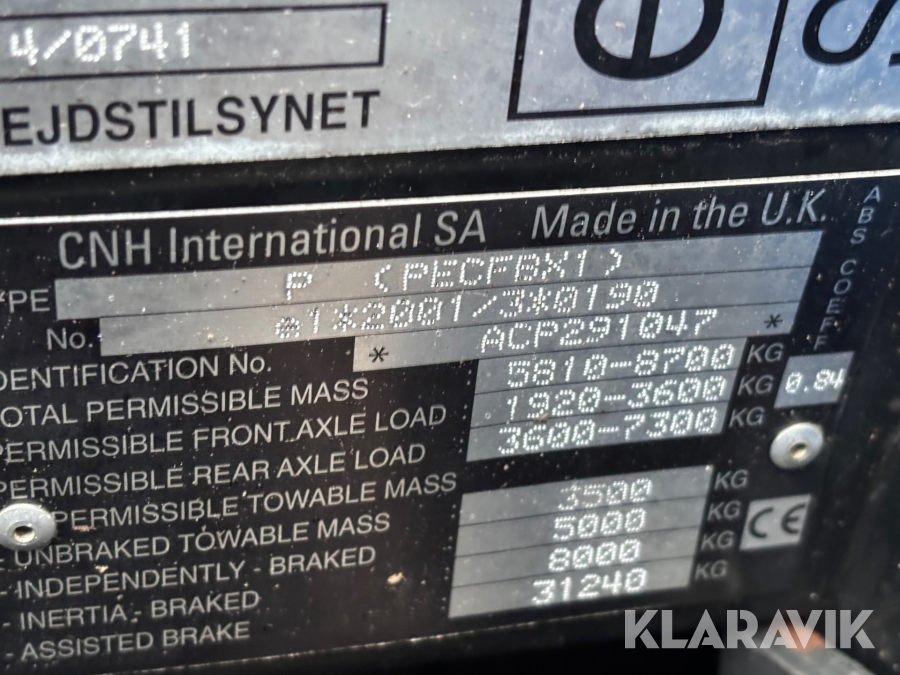 4/0741
EJDSTILSYNET
e
CNH International SA Made in the U.K.
YPE P (PECFBX1)
No. e1*2001/3*0190
DENTIFICATION No. * ACP291047 *
OTAL PERMISSIBLE MASS 5810-8700 KG
PERMISSIBLE FRONT AXLE LOAD 1920-3600 KG
PERMISSIBLE REAR AXLE LOAD 3600-7300 KG
PERMISSIBLE TOWABLE MASS
- UNBRAKED TOWABLE MASS 3500 KG
- INDEPENDENTLY - BRAKED 5000 KG
- INERTIA - BRAKED 8000 KG
- ASSISTED BRAKE 31240 KG
ABS COEFF
0.84
CE
KLARAVIK